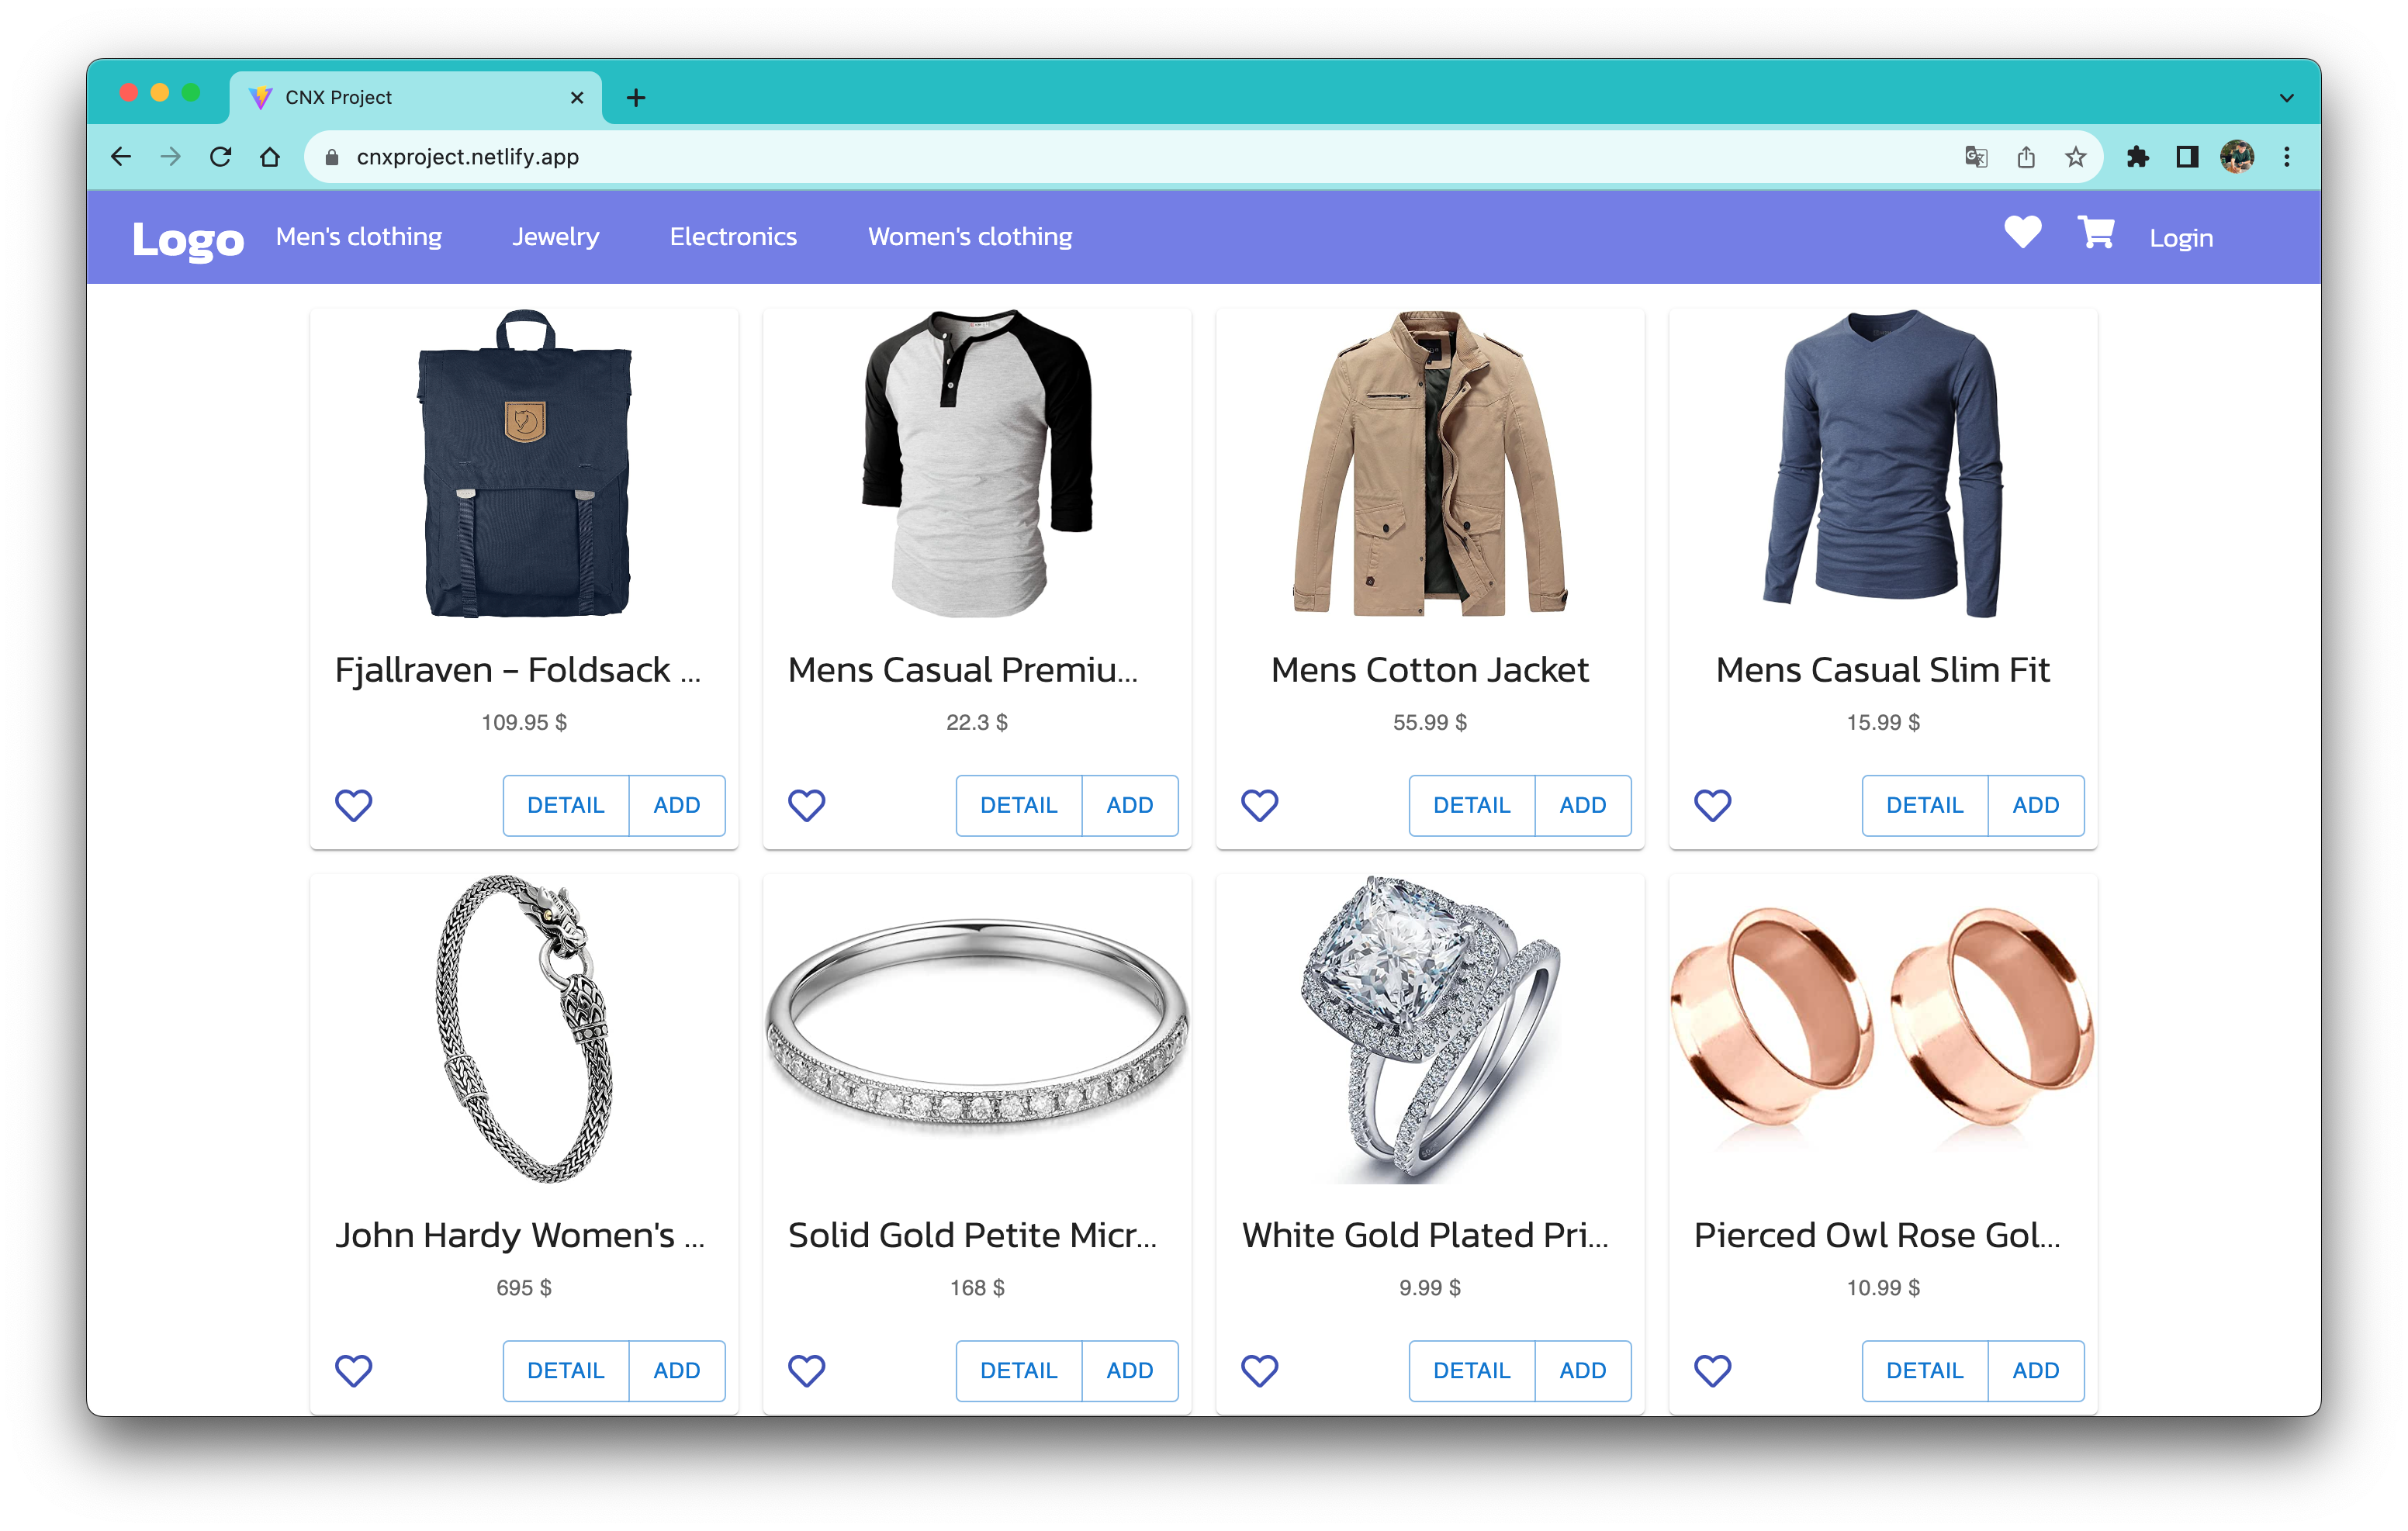 CNX Project
cnxproject.netlify.app
Logo Men's clothing Jewelry Electronics Women's clothing Login
Fjallraven - Foldsack ... Mens Casual Premiu... Mens Cotton Jacket Mens Casual Slim Fit
109.95 $ 22.3 $ 55.99 $ 15.99 $
DETAIL ADD DETAIL ADD DETAIL ADD DETAIL ADD
John Hardy Women's ... Solid Gold Petite Micr... White Gold Plated Pri... Pierced Owl Rose Gol...
695 $ 168 $ 9.99 $ 10.99 $
DETAIL ADD DETAIL ADD DETAIL ADD DETAIL ADD